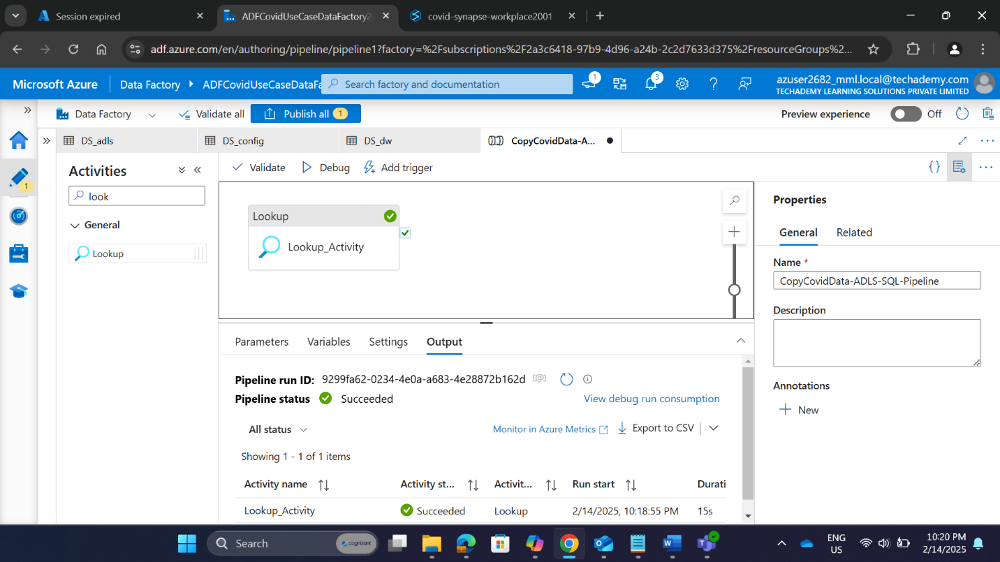 Session expired
ADFCovidUseCaseDataFactory2
covid-synapse-workplace2001 -
adf.azure.com/en/authoring/pipeline/pipeline1?factory=%2Fsubscriptions%2F2a3c6418-97b9-4d96-a24b-2c2d7633d375%2FresourceGroups%2...
Microsoft Azure
Data Factory
ADFCovidUseCaseDataFa
Search factory and documentation
1
3
azuser2682_mml.local@techademy.com
TECHADEMY LEARNING SOLUTIONS PRIVATE LIMITED
Data Factory
Validate all
Publish all 1
Preview experience
Off
DS_adls
DS_config
DS_dw
CopyCovidData-A...
1
Activities
look
General
Lookup
Validate
Debug
Add trigger
Lookup
Lookup_Activity
Parameters
Variables
Settings
Output
Pipeline run ID: 9299fa62-0234-4e0a-a683-4e28872b162d
Pipeline status Succeeded
View debug run consumption
All status
Monitor in Azure Metrics
Export to CSV
Showing 1 - 1 of 1 items
Activity name Activity st... Activit... Run start Durati
Lookup_Activity Succeeded Lookup 2/14/2025, 10:18:55 PM 15s
Properties
General
Related
Name *
CopyCovidData-ADLS-SQL-Pipeline
Description
Annotations
New
Search
cognizant
ENG
US
10:20 PM
2/14/2025